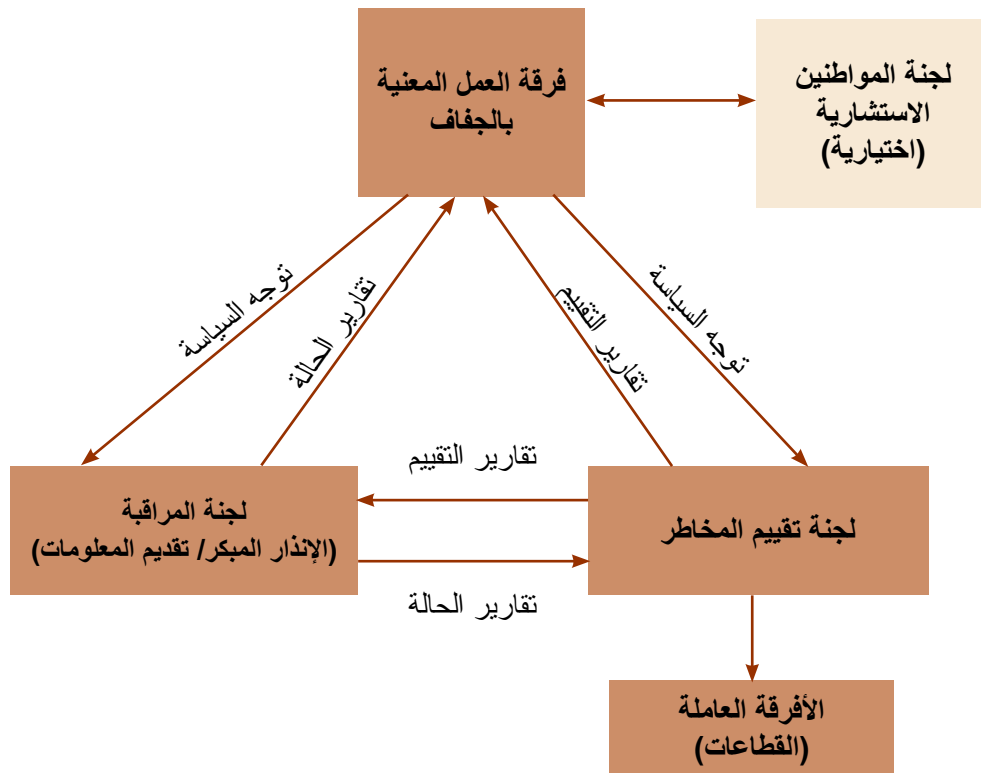 فرقة العمل المعنية
بالجفاف
لجنة المواطنين
الاستشارية
(اختيارية)
توجه السياسة
تقارير الحالة
تقارير التقييم
توجه السياسة
تقارير التقييم
لجنة المراقبة
(الإنذار المبكر/ تقديم المعلومات)
لجنة تقييم المخاطر
تقارير الحالة
الأفرقة العاملة
(القطاعات)